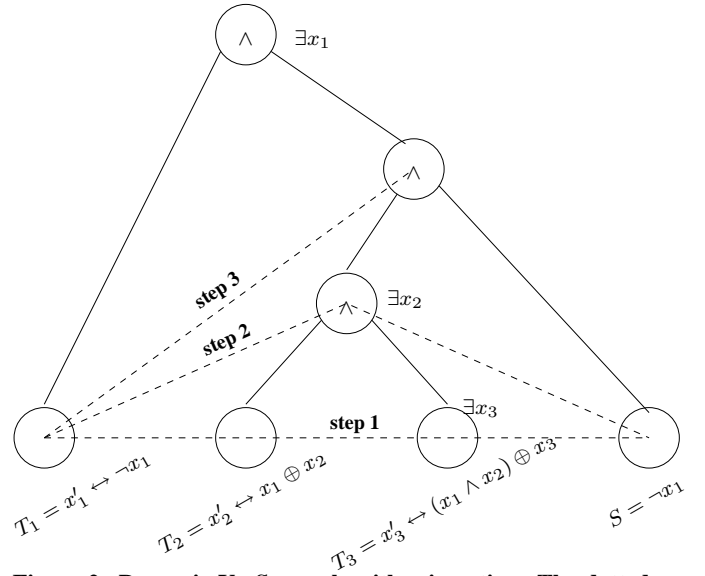 ∧ ∃x₁
∧
step 3
∧ ∃x₂
step 2
∃x₃
step 1
T₁ = x′₁ ↔ ¬x₁
T₂ = x′₂ ↔ x₁ ⊕ x₂
T₃ = x′₃ ↔ (x₁ ∧ x₂) ⊕ x₃
S = ¬x₁